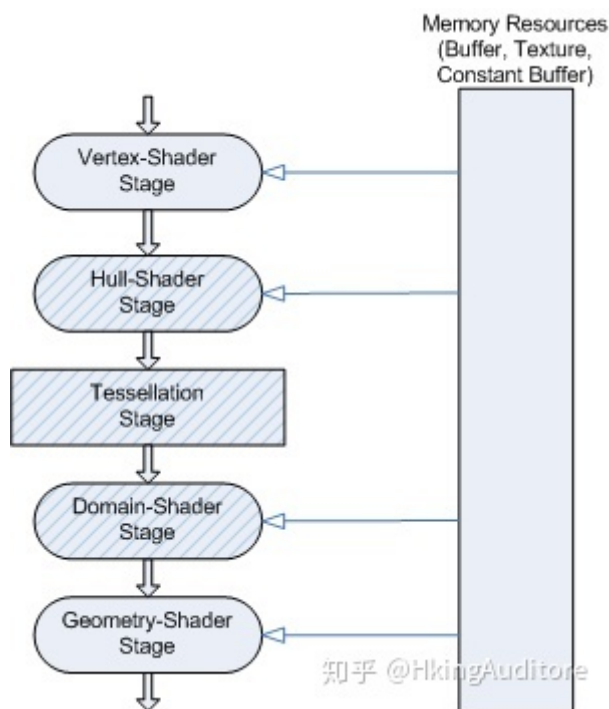 Memory Resources
(Buffer, Texture,
Constant Buffer)
Vertex-Shader
Stage
Hull-Shader
Stage
Tessellation
Stage
Domain-Shader
Stage
Geometry-Shader
Stage
知乎 @HkingAuditore